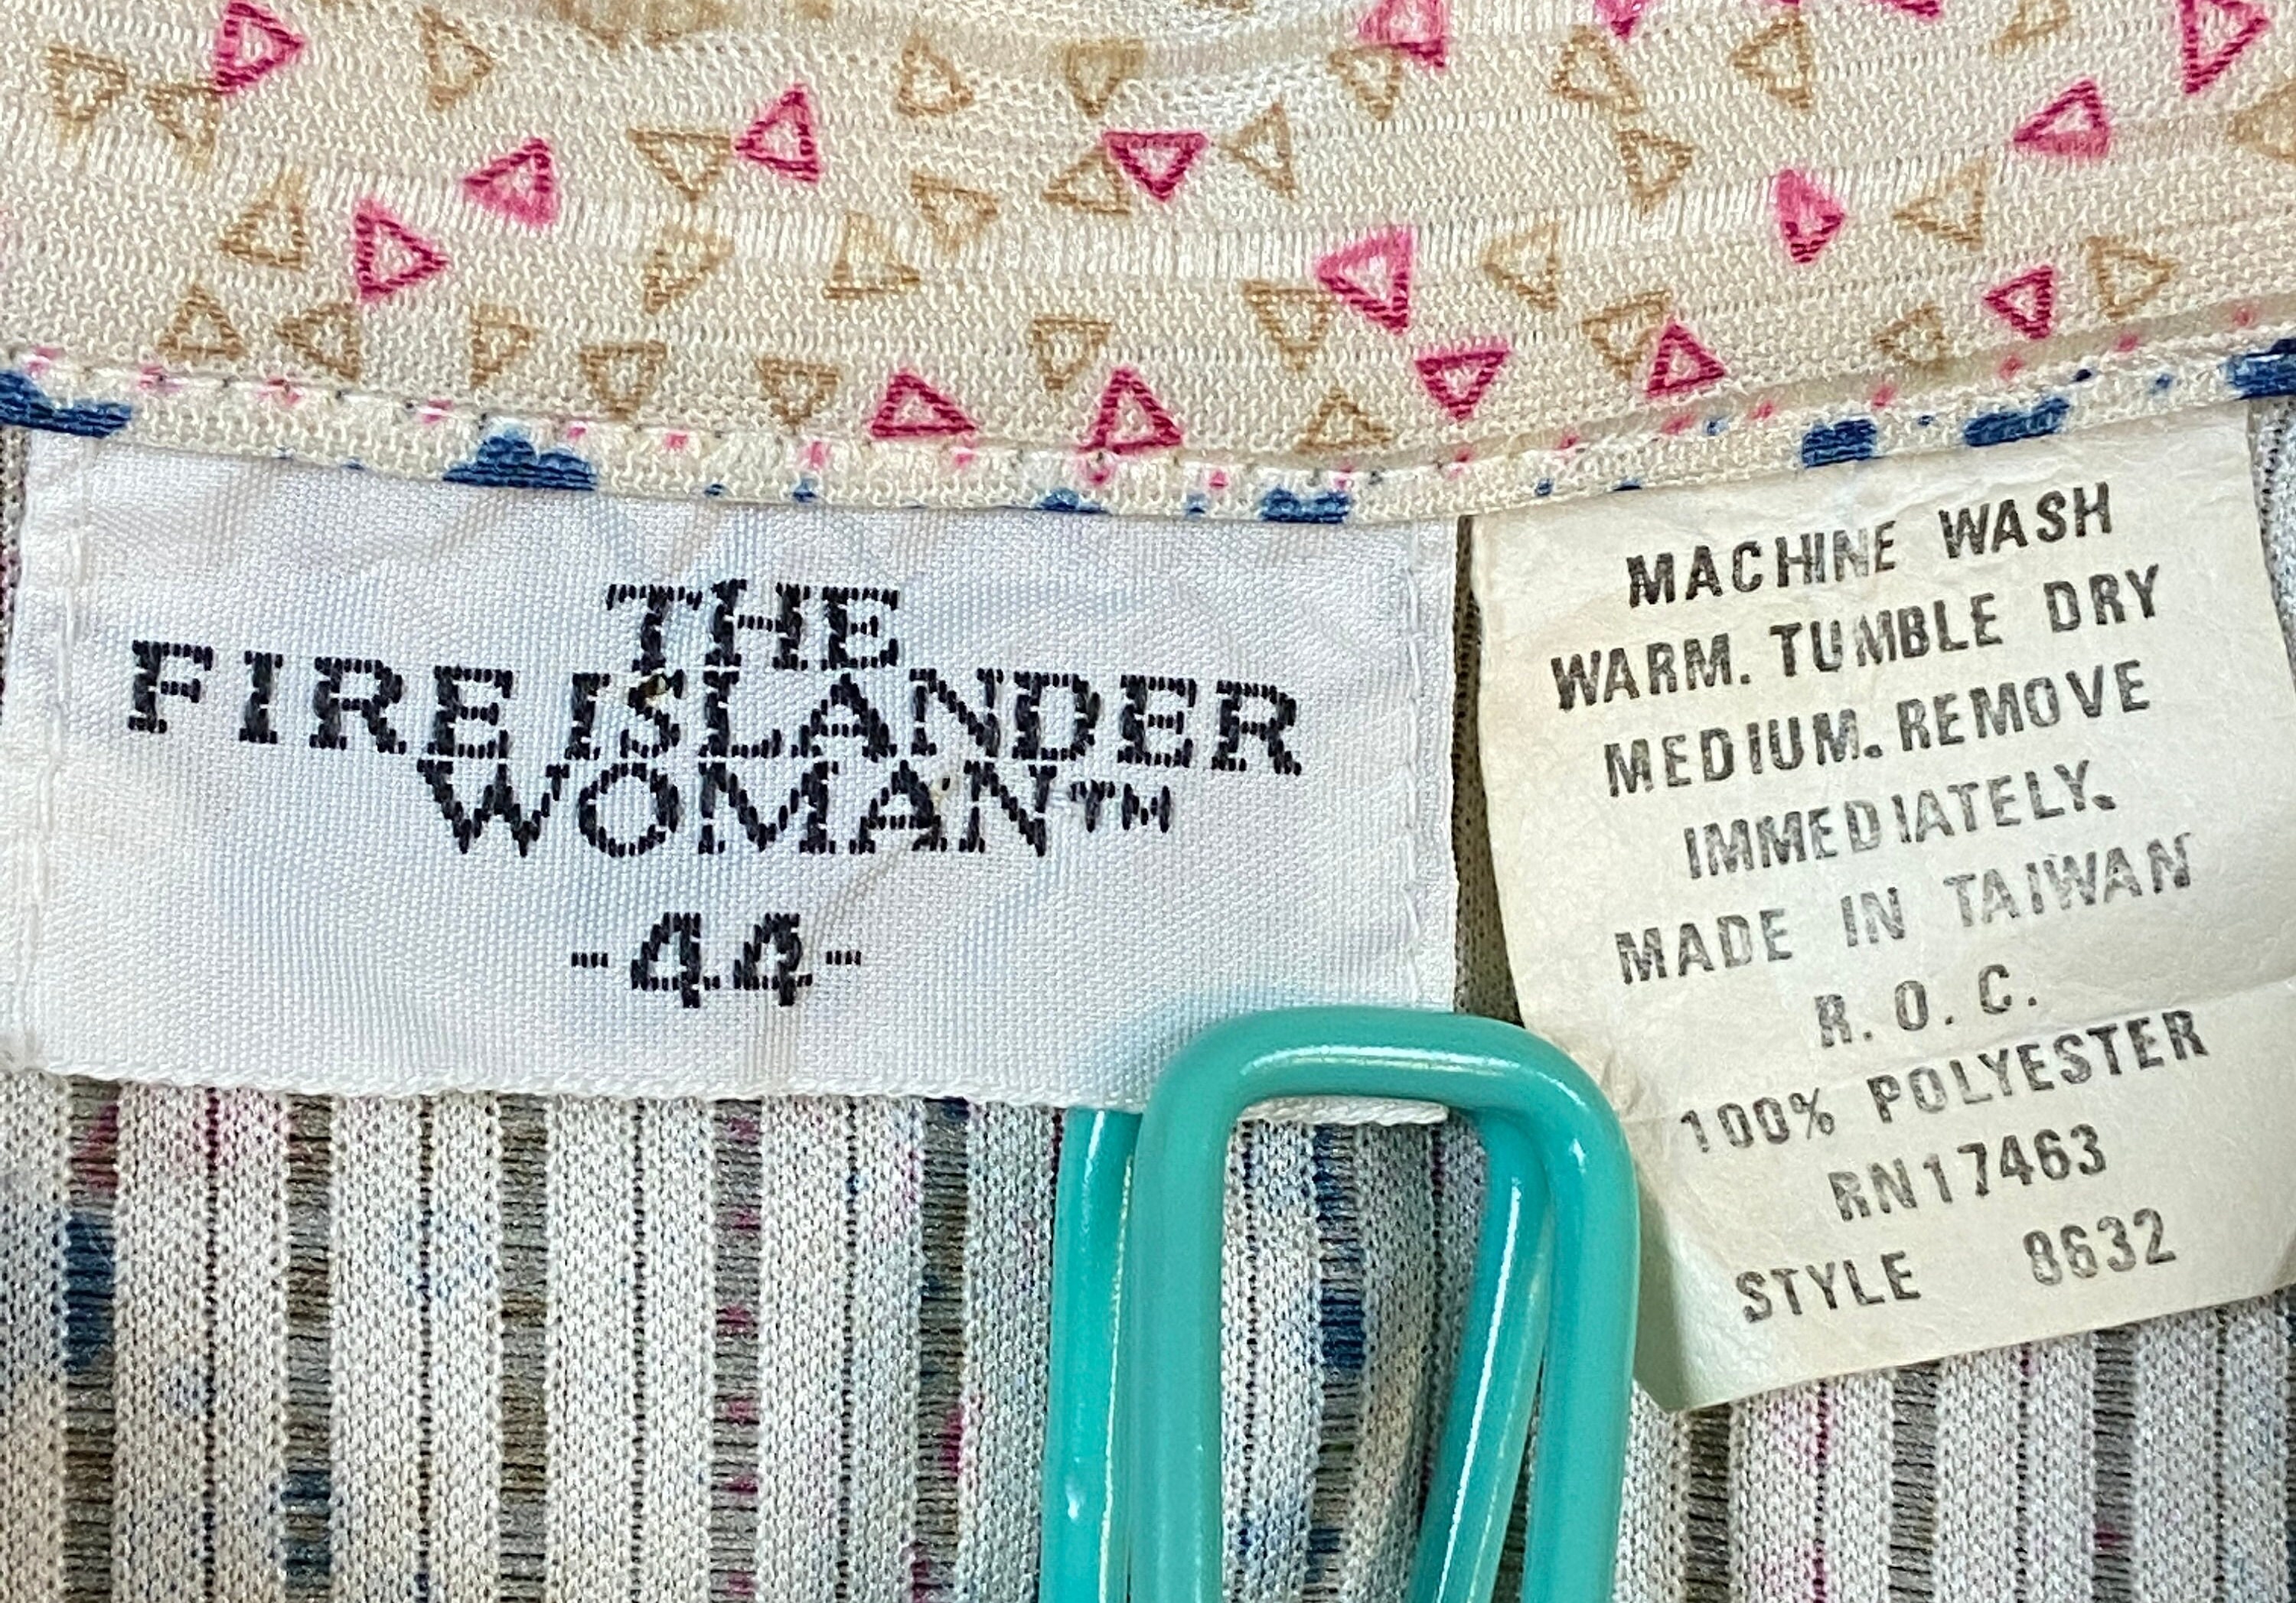 THE
FIRE ISLANDER
WOMAN™
-44-
MACHINE WASH
WARM. TUMBLE DRY
MEDIUM. REMOVE
IMMEDIATELY.
MADE IN TAIWAN
R. O. C.
100% POLYESTER
RN17463
STYLE 8632